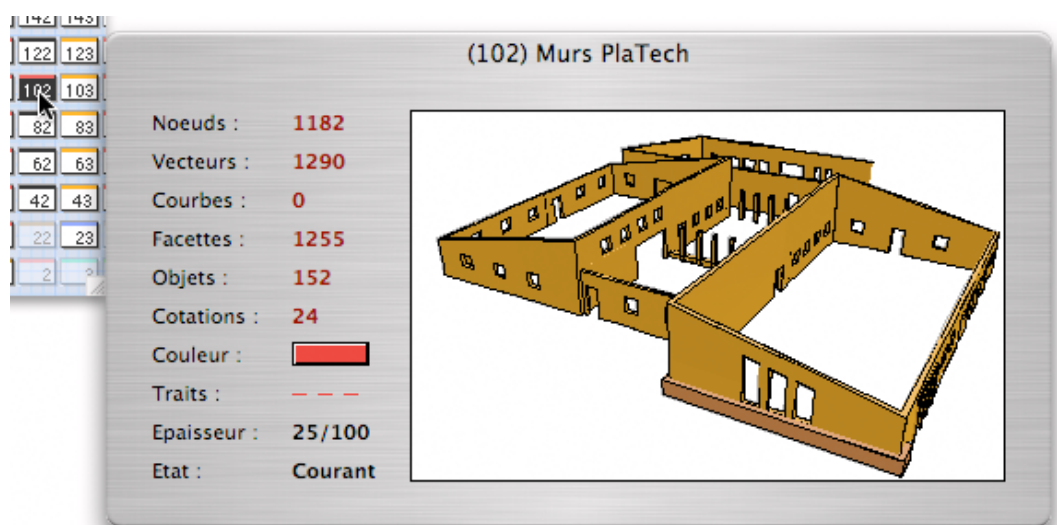 142 143
122 123
102 103
82 83
62 63
42 43
22 23
2
(102) Murs PlaTech
Noeuds : 1182
Vecteurs : 1290
Courbes : 0
Facettes : 1255
Objets : 152
Cotations : 24
Couleur :
Traits :
Epaisseur : 25/100
Etat : Courant